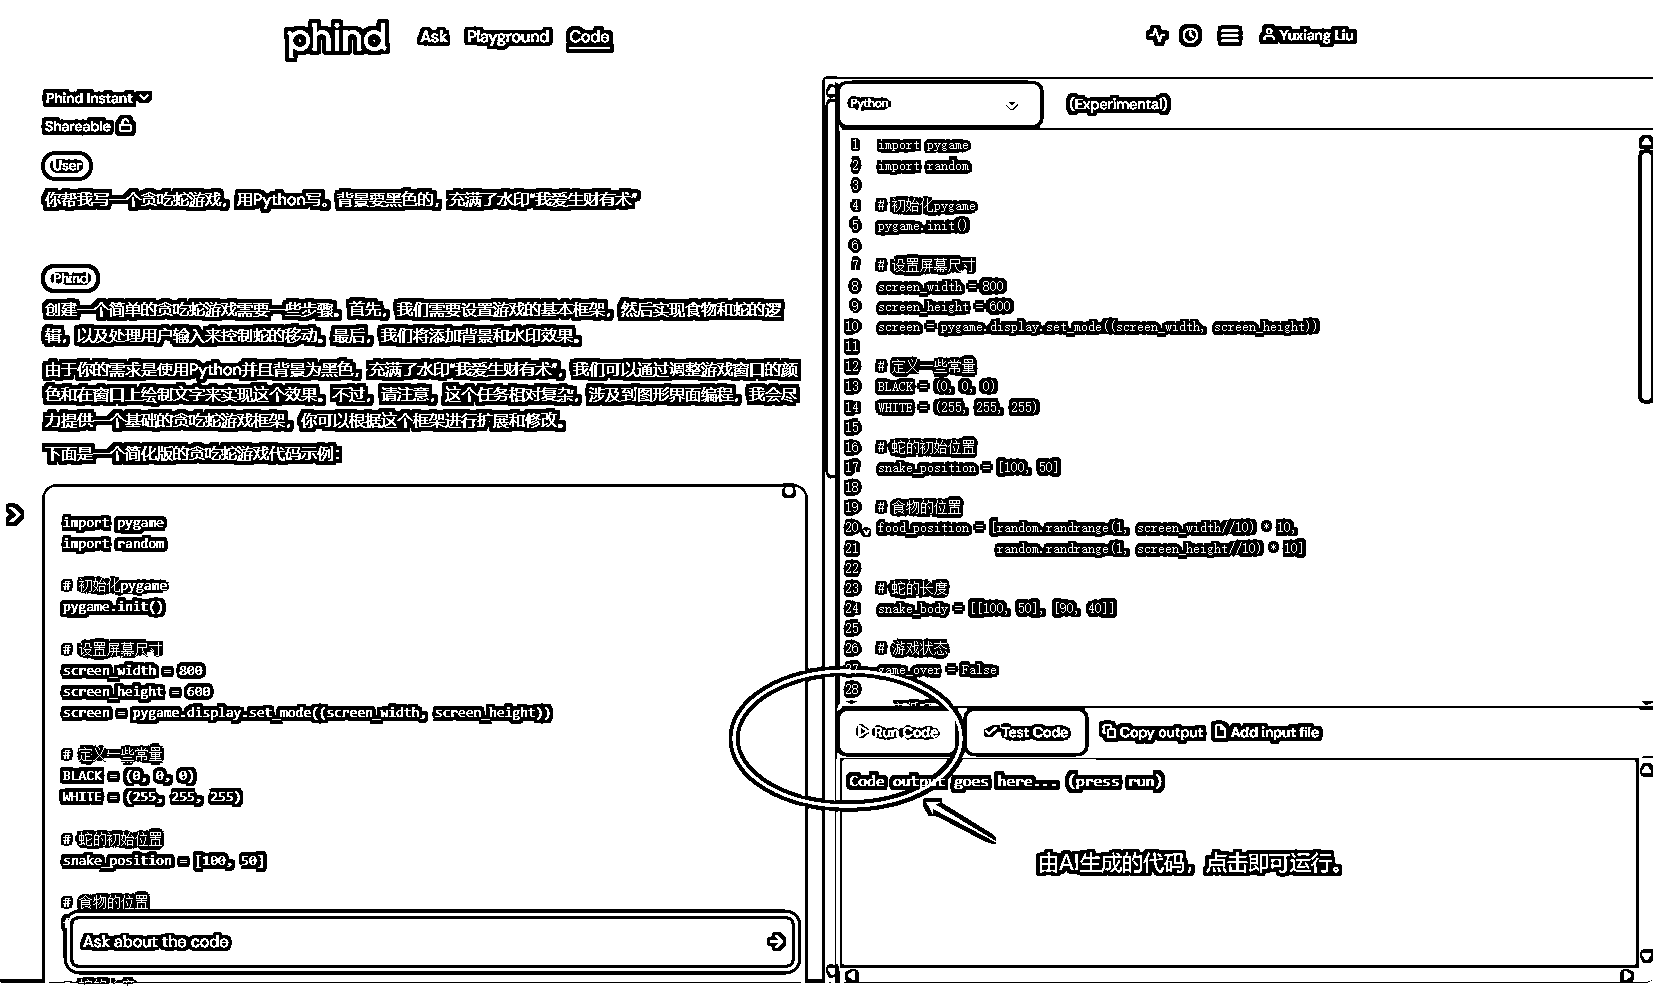 phind Ask Playground Code Yuxiang Liu
Phind Instant
Shareable
User
你帮我写一个贪吃蛇游戏，用Python写。背景要黑色的，充满了水印“我爱生财有术”
Phind
创建一个简单的贪吃蛇游戏需要一些步骤。首先，我们需要设置游戏的基本框架，然后实现食物和蛇的逻
辑，以及处理用户输入来控制蛇的移动。最后，我们将添加背景和水印效果。
由于你的需求是使用Python并且背景为黑色，充满了水印“我爱生财有术”，我们可以通过调整游戏窗口的颜
色和在窗口上绘制文字来实现这个效果。不过，请注意，这个任务相对复杂，涉及到图形界面编程，我会尽
力提供一个基础的贪吃蛇游戏框架，你可以根据这个框架进行扩展和修改。
下面是一个简化版的贪吃蛇游戏代码示例：
import pygame
import random
# 初始化pygame
pygame.init()
# 设置屏幕尺寸
screen_width = 800
screen_height = 600
screen = pygame.display.set_mode((screen_width, screen_height))
# 定义一些常量
BLACK = (0, 0, 0)
WHITE = (255, 255, 255)
# 蛇的初始位置
snake_position = [100, 50]
# 食物的位置
Ask about the code
Python (Experimental)
1 import pygame
2 import random
3
4 # 初始化pygame
5 pygame.init()
6
7 # 设置屏幕尺寸
8 screen_width = 800
9 screen_height = 600
10 screen = pygame.display.set_mode((screen_width, screen_height))
11
12 # 定义一些常量
13 BLACK = (0, 0, 0)
14 WHITE = (255, 255, 255)
15
16 # 蛇的初始位置
17 snake_position = [100, 50]
18
19 # 食物的位置
20 food_position = [random.randrange(1, screen_width//10) * 10,
21 random.randrange(1, screen_height//10) * 10]
22
23 # 蛇的长度
24 snake_body = [[100, 50], [90, 40]]
25
26 # 游戏状态
27 game_over = False
28
Run Code Test Code Copy output Add input file
Code output goes here... (press run)
由AI生成的代码，点击即可运行。